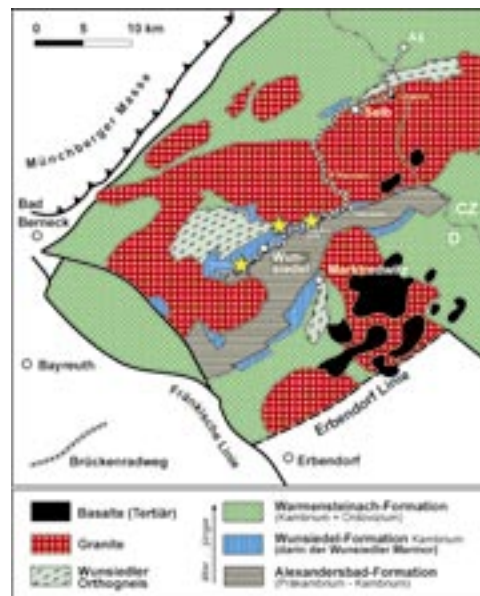 0 5 10 km
Aš
Münchberger Masse
Selb
Bad
Berneck
CZ
D
Wun-
siedel
Marktredwitz
Bayreuth
Fränkische Linie
Erbendorf Linie
Brückenradweg
Erbendorf
Basalte (Tertiär)
Granite
Wunsiedler
Orthogneis
älter jünger
Warmensteinach-Formation
(Kambrium + Ordovizium)
Wunsiedel-Formation Kambrium
(darin der Wunsiedler Marmor)
Alexandersbad-Formation
(Präkambrium - Kambrium)